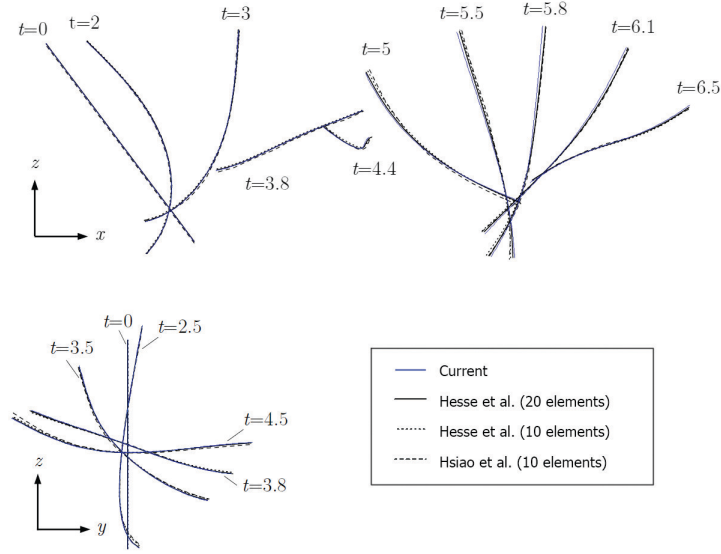 t=0
t=2
t=3
t=3.8
t=4.4
z
x
t=5
t=5.5
t=5.8
t=6.1
t=6.5
t=0
t=2.5
t=3.5
t=4.5
t=3.8
z
y
Current
Hesse et al. (20 elements)
Hesse et al. (10 elements)
Hsiao et al. (10 elements)